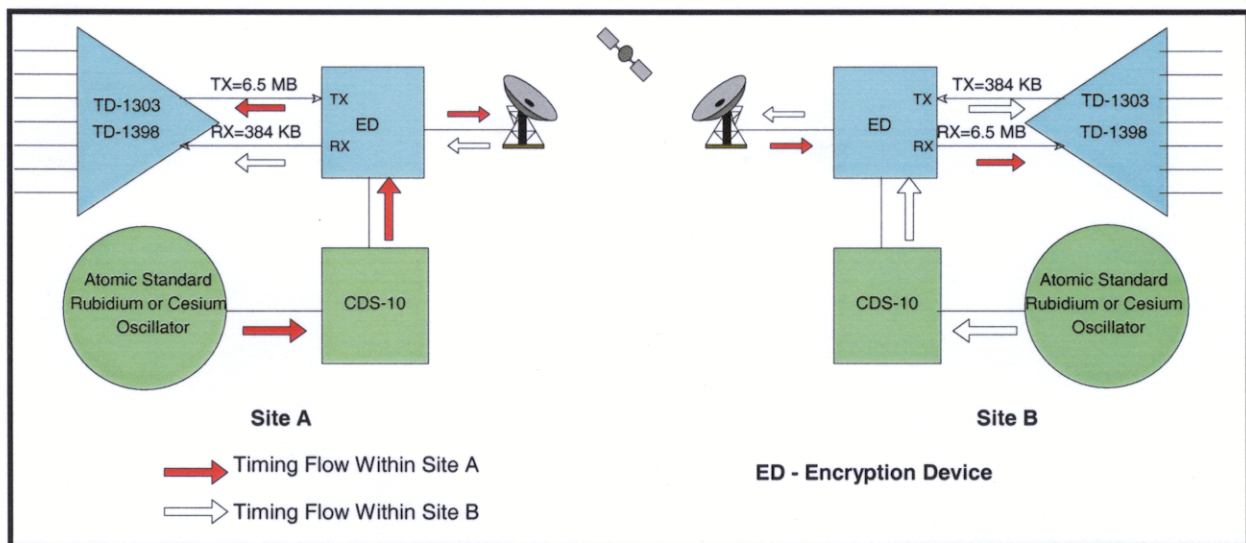 TD-1303
TD-1398
TX=6.5 MB
RX=384 KB
TX
ED
RX
Atomic Standard
Rubidium or Cesium
Oscillator
CDS-10
Site A
ED
TX
RX
TX=384 KB
RX=6.5 MB
TD-1303
TD-1398
CDS-10
Atomic Standard
Rubidium or Cesium
Oscillator
Site B
Timing Flow Within Site A
Timing Flow Within Site B
ED - Encryption Device